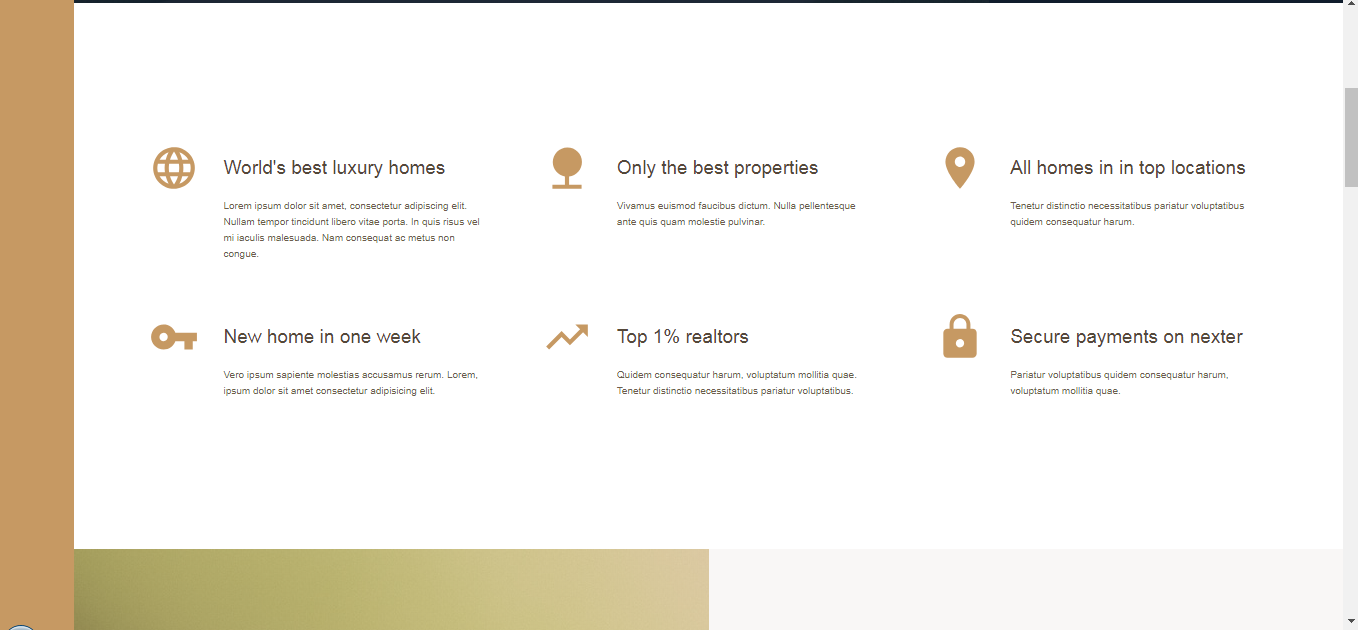 World's best luxury homes
Lorem ipsum dolor sit amet, consectetur adipiscing elit.
Nullam tempor tincidunt libero vitae porta. In quis risus vel
mi iaculis malesuada. Nam consequat ac metus non
congue.
Only the best properties
Vivamus euismod faucibus dictum. Nulla pellentesque
ante quis quam molestie pulvinar.
All homes in in top locations
Tenetur distinctio necessitatibus pariatur voluptatibus
quidem consequatur harum.
New home in one week
Vero ipsum sapiente molestias accusamus rerum. Lorem,
ipsum dolor sit amet consectetur adipisicing elit.
Top 1% realtors
Quidem consequatur harum, voluptatum mollitia quae.
Tenetur distinctio necessitatibus pariatur voluptatibus.
Secure payments on nexter
Pariatur voluptatibus quidem consequatur harum,
voluptatum mollitia quae.